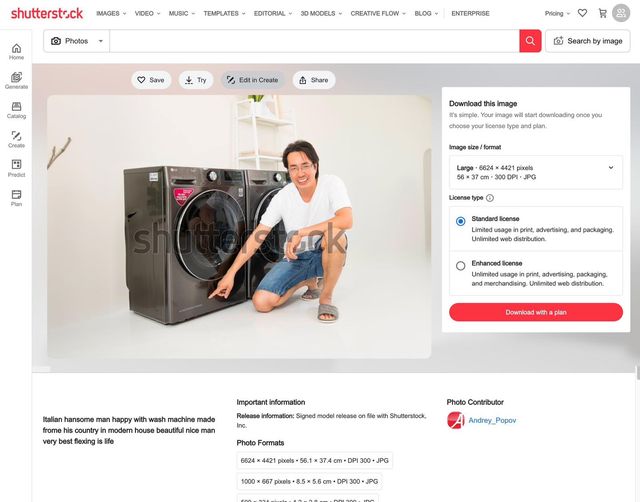 shutterstock
IMAGES VIDEO MUSIC TEMPLATES EDITORIAL 3D MODELS CREATIVE FLOW BLOG ENTERPRISE Pricing
Photos
Search by image
Home
Generate
Catalog
Create
Predict
Plan
Save Try Edit in Create Share
LG
shutterstock
Download this image
It's simple. Your image will start downloading once you
choose your license type and plan.
Image size / format
Large · 6624 × 4421 pixels
56 × 37 cm · 300 DPI · JPG
License type
Standard license
Limited usage in print, advertising, and packaging.
Unlimited web distribution.
Enhanced license
Unlimited usage in print, advertising, packaging,
and merchandising. Unlimited web distribution.
Download with a plan
Italian hansome man happy with wash machine made
frome his country in modern house beautiful nice man
very best flexing is life
Important information
Release information: Signed model release on file with Shutterstock,
Inc.
Photo Formats
6624 × 4421 pixels • 56.1 × 37.4 cm • DPI 300 • JPG
1000 × 667 pixels • 8.5 × 5.6 cm • DPI 300 • JPG
Photo Contributor
Andrey_Popov